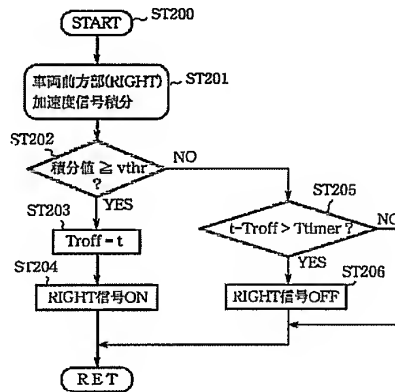 START
ST200
車両前方部(RIGHT)
加速度信号積分
ST201
ST202
積分値 ≧ vthr
?
NO
YES
ST203
Troff = t
ST204
RIGHT信号ON
ST205
t-Troff > Ttimer ?
NO
YES
ST206
RIGHT信号OFF
RET